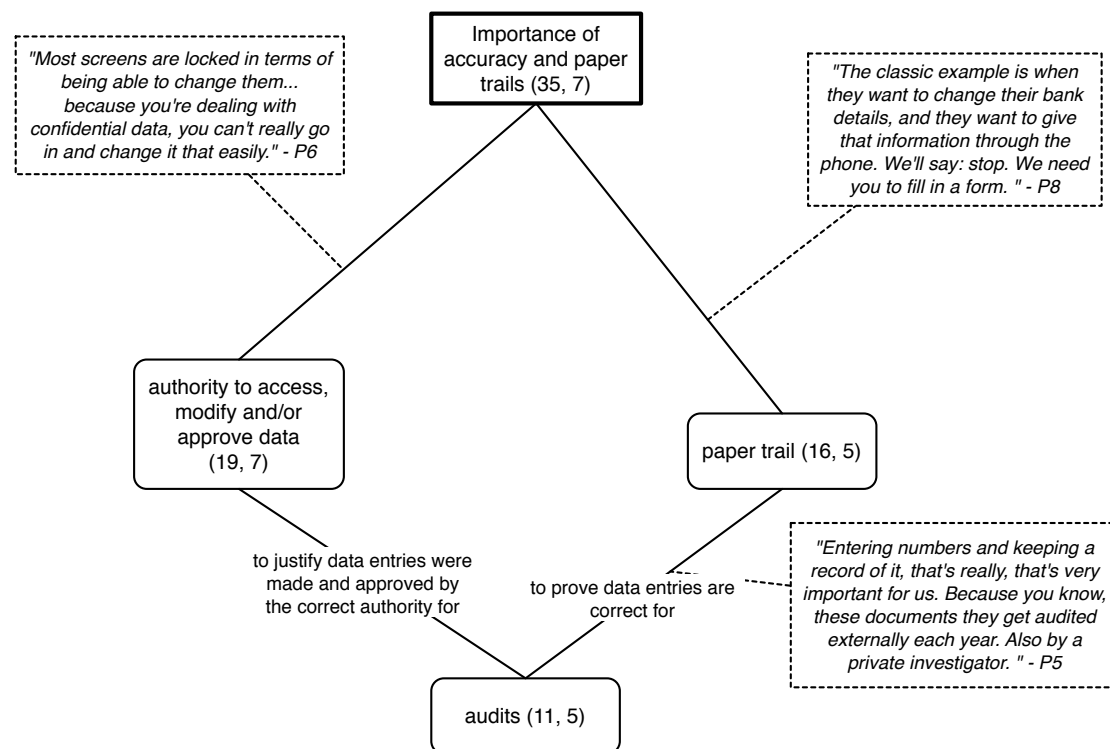 Importance of
accuracy and paper
trails (35, 7)
"Most screens are locked in terms of
being able to change them...
because you're dealing with
confidential data, you can't really go
in and change it that easily." - P6
"The classic example is when
they want to change their bank
details, and they want to give
that information through the
phone. We'll say: stop. We need
you to fill in a form. " - P8
authority to access,
modify and/or
approve data
(19, 7)
paper trail (16, 5)
to justify data entries were
made and approved by
the correct authority for
to prove data entries are
correct for
"Entering numbers and keeping a
record of it, that's really, that's very
important for us. Because you know,
these documents they get audited
externally each year. Also by a
private investigator. " - P5
audits (11, 5)